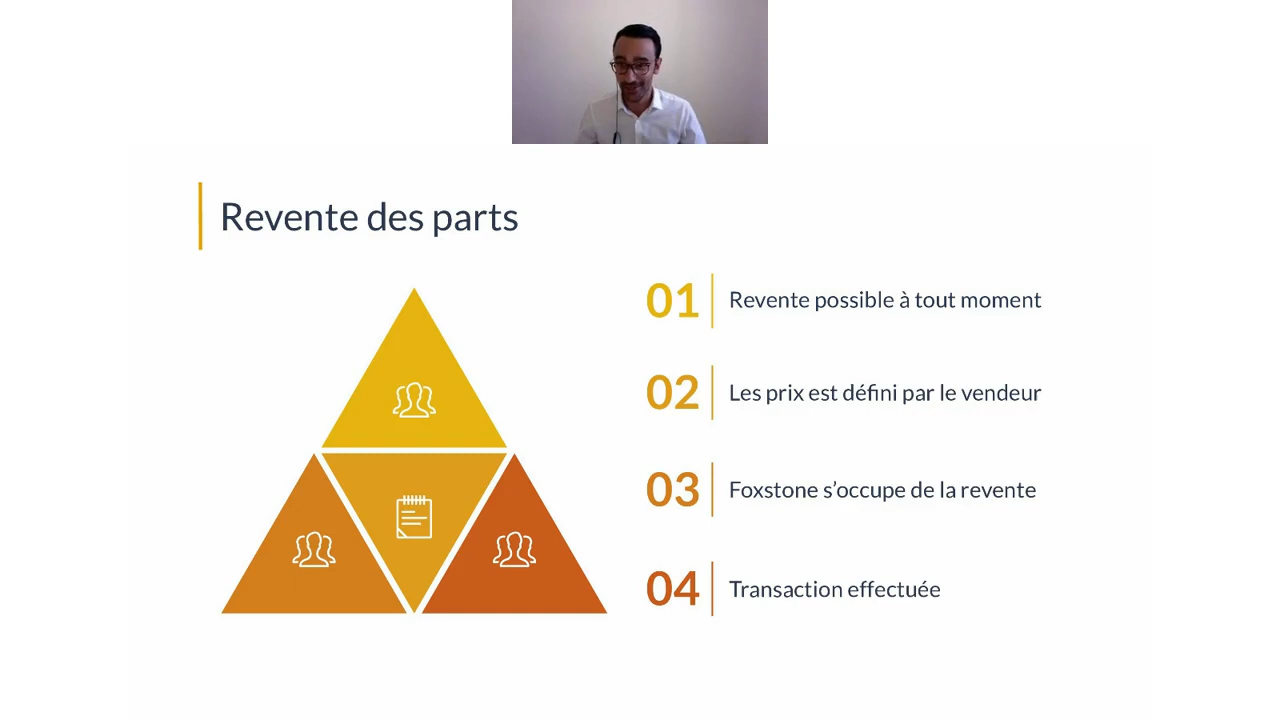 Revente des parts
01 Revente possible à tout moment
02 Les prix est défini par le vendeur
03 Foxstone s’occupe de la revente
04 Transaction effectuée